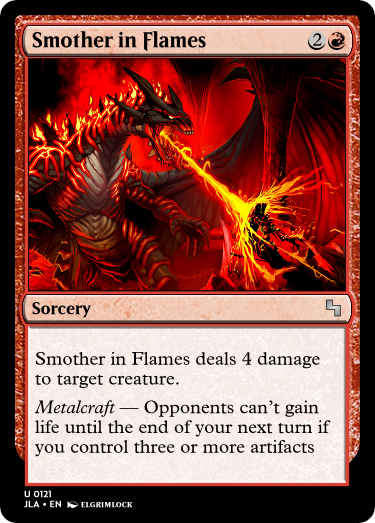 Smother in Flames 2
Sorcery
Smother in Flames deals 4 damage
to target creature.
Metalcraft — Opponents can't gain
life until the end of your next turn if
you control three or more artifacts
U 0121
JLA • EN ELGRIMLOCK